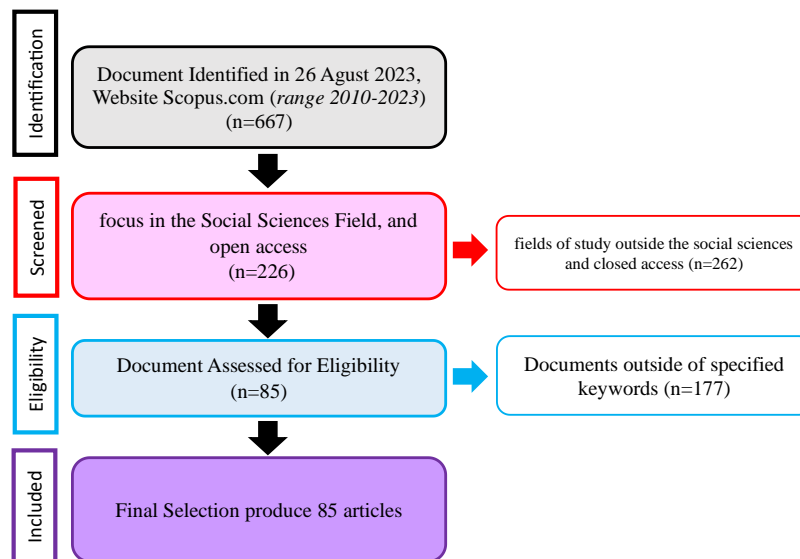 Identification
Document Identified in 26 Agust 2023,
Website Scopus.com (range 2010-2023)
(n=667)
Screened
focus in the Social Sciences Field, and
open access
(n=226)
fields of study outside the social sciences
and closed access (n=262)
Eligibility
Document Assessed for Eligibility
(n=85)
Documents outside of specified
keywords (n=177)
Included
Final Selection produce 85 articles